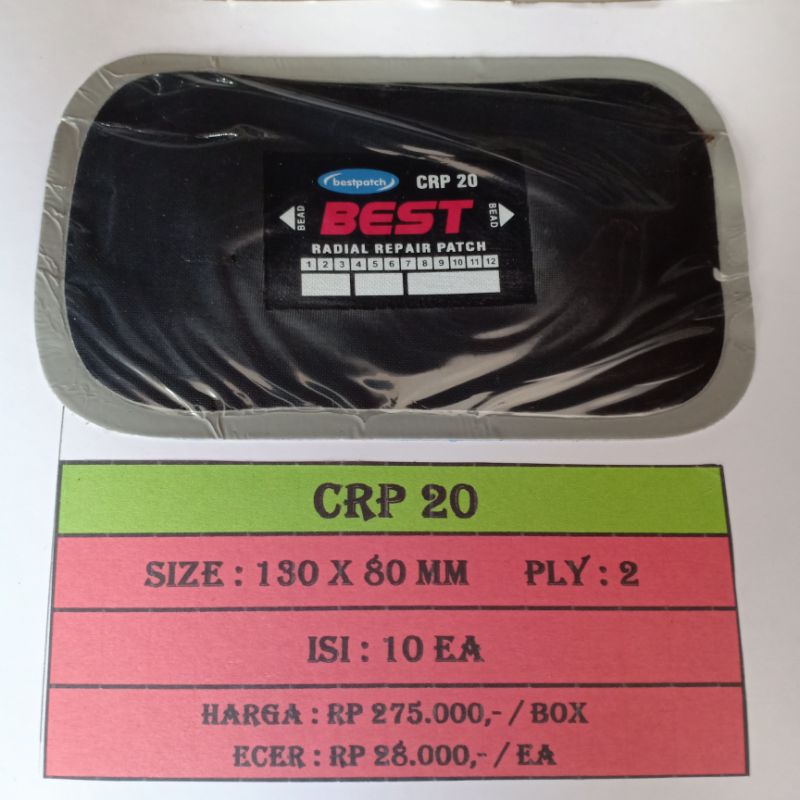 bestpatch CRP 20
BEAD BEST BEAD
RADIAL REPAIR PATCH
1 2 3 4 5 6 7 8 9 10 11 12
CRP 20
SIZE : 130 X 80 MM PLY : 2
ISI : 10 EA
HARGA : RP 275.000,- / BOX
ECER : RP 28.000,- / EA